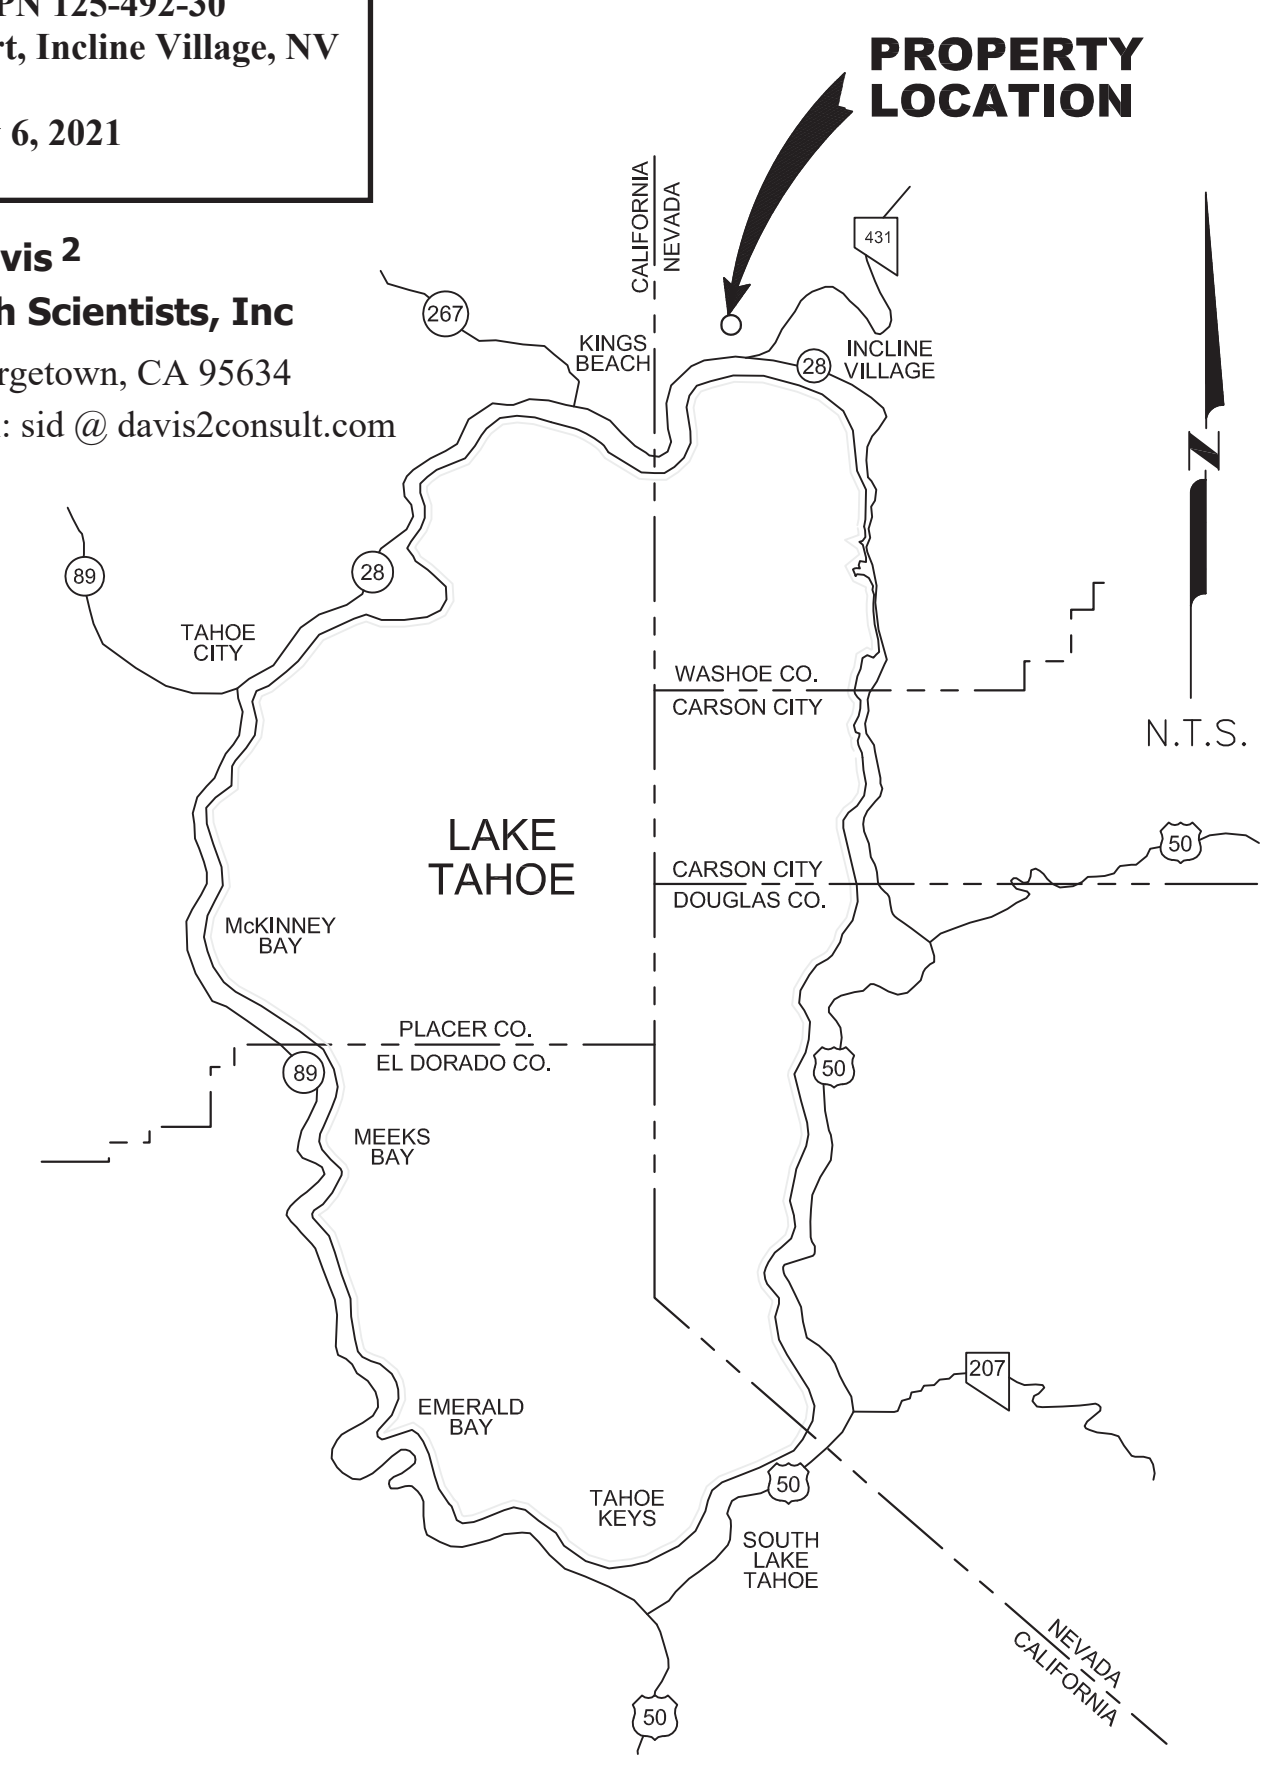 PN 125-492-30
rt, Incline Village, NV
6, 2021
vis 2
h Scientists, Inc
rgetown, CA 95634
l: sid @ davis2consult.com
PROPERTY
LOCATION
CALIFORNIA
NEVADA
431
267
KINGS
BEACH
28
INCLINE
VILLAGE
N
N.T.S.
89
28
TAHOE
CITY
WASHOE CO.
CARSON CITY
LAKE
TAHOE
50
CARSON CITY
DOUGLAS CO.
McKINNEY
BAY
PLACER CO.
EL DORADO CO.
89
50
MEEKS
BAY
207
EMERALD
BAY
50
TAHOE
KEYS
SOUTH
LAKE
TAHOE
NEVADA
CALIFORNIA
50